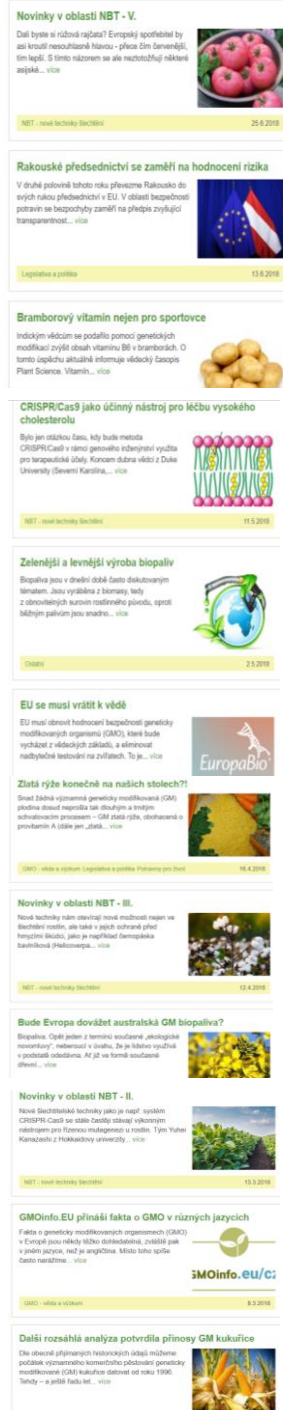 Novinky v oblasti NBT - V.
Dali byste si růžová rajčata? Evropský spotřebitel by
asi kroutil nesouhlasně hlavou - přece čím červenější,
tím lepší. S tímto názorem se ale neztotožňují některé
asijské... více
NBT - nové techniky šlechtění 25.6.2018
Rakouské předsednictví se zaměří na hodnocení rizika
V druhé polovině tohoto roku převezme Rakousko do
svých rukou předsednictví v EU. V oblasti bezpečnosti
potravin se bezpochyby zaměří na předpis zvyšující
transparentnost... více
Legislativa a politika 13.6.2018
Bramborový vitamín nejen pro sportovce
Indickým vědcům se podařilo pomocí genetických
modifikací zvýšit obsah vitamínu B6 v bramborách. O
tomto úspěchu aktuálně informuje vědecký časopis
Plant Science. Vitamín... více
CRISPR/Cas9 jako účinný nástroj pro léčbu vysokého
cholesterolu
Bylo jen otázkou času, kdy bude metoda
CRISPR/Cas9 v rámci genového inženýrství využita
pro terapeutické účely. Koncem dubna vědci z Duke
University (Severní Karolína,... více
NBT - nové techniky šlechtění 11.5.2018
Zelenější a levnější výroba biopaliv
Biopaliva jsou v dnešní době často diskutovaným
tématem. Jsou vyráběna z biomasy, tedy
z obnovitelných surovin rostlinného původu, oproti
běžným palivům jsou snadno... více
Ostatní 2.5.2018
EU se musí vrátit k vědě
EU musí obnovit hodnocení bezpečnosti geneticky
modifikovaných organismů (GMO), které bude
vycházet z vědeckých základů, a eliminovat
nadbytečné testování na zvířatech. To je... více
EuropaBio
Zlatá rýže konečně na našich stolech?!
Snad žádná významná geneticky modifikovaná (GM)
plodina dosud neprošla tak dlouhým a tmitým
schvalovacím procesem – GM zlatá rýže, obohacená o
provitamin A (dále jen „zlatá... více
GMO - věda a výzkum Legislativa a politika Potraviny pro život 16.4.2018
Novinky v oblasti NBT - III.
Nové techniky nám otevírají nové možnosti nejen ve
šlechtění rostlin, ale také v jejich ochraně před
hmyzími škůdci, jako je například černopáska
bavlníková (Helicoverpa... více
NBT - nové techniky šlechtění 12.4.2018
Bude Evropa dovážet australská GM biopaliva?
Biopaliva. Opět jeden z termínů současné „ekologické
novomluvy“, neberoucí v úvahu, že je lidstvo využívá
v podstatě odedávna. Ať již ve formě současné
dřevní... více
Novinky v oblasti NBT - II.
Nové šlechtitelské techniky jako je např. systém
CRISPR-Cas9 se stále častěji stávají výkonným
nástrojem pro řízenou mutagenezi u rostlin. Tým Yuhei
Kanazashi z Hokkaidovy univerzity... více
NBT - nové techniky šlechtění 13.3.2018
GMOinfo.EU přináší fakta o GMO v různých jazycích
Fakta o geneticky modifikovaných organismech (GMO)
v Evropě jsou někdy těžko dohledatelná, zvláště pak
v jiném jazyce, než je angličtina. Místo toho spíše
často narážíme... více
GMOinfo.eu/cz
GMO - věda a výzkum 8.3.2018
Další rozsáhlá analýza potvrdila přínosy GM kukuřice
Dle obecně přijímaných historických údajů můžeme
počátek významného komerčního pěstování geneticky
modifikované (GM) kukuřice datovat od roku 1996.
Tehdy – a ještě řadu let... více